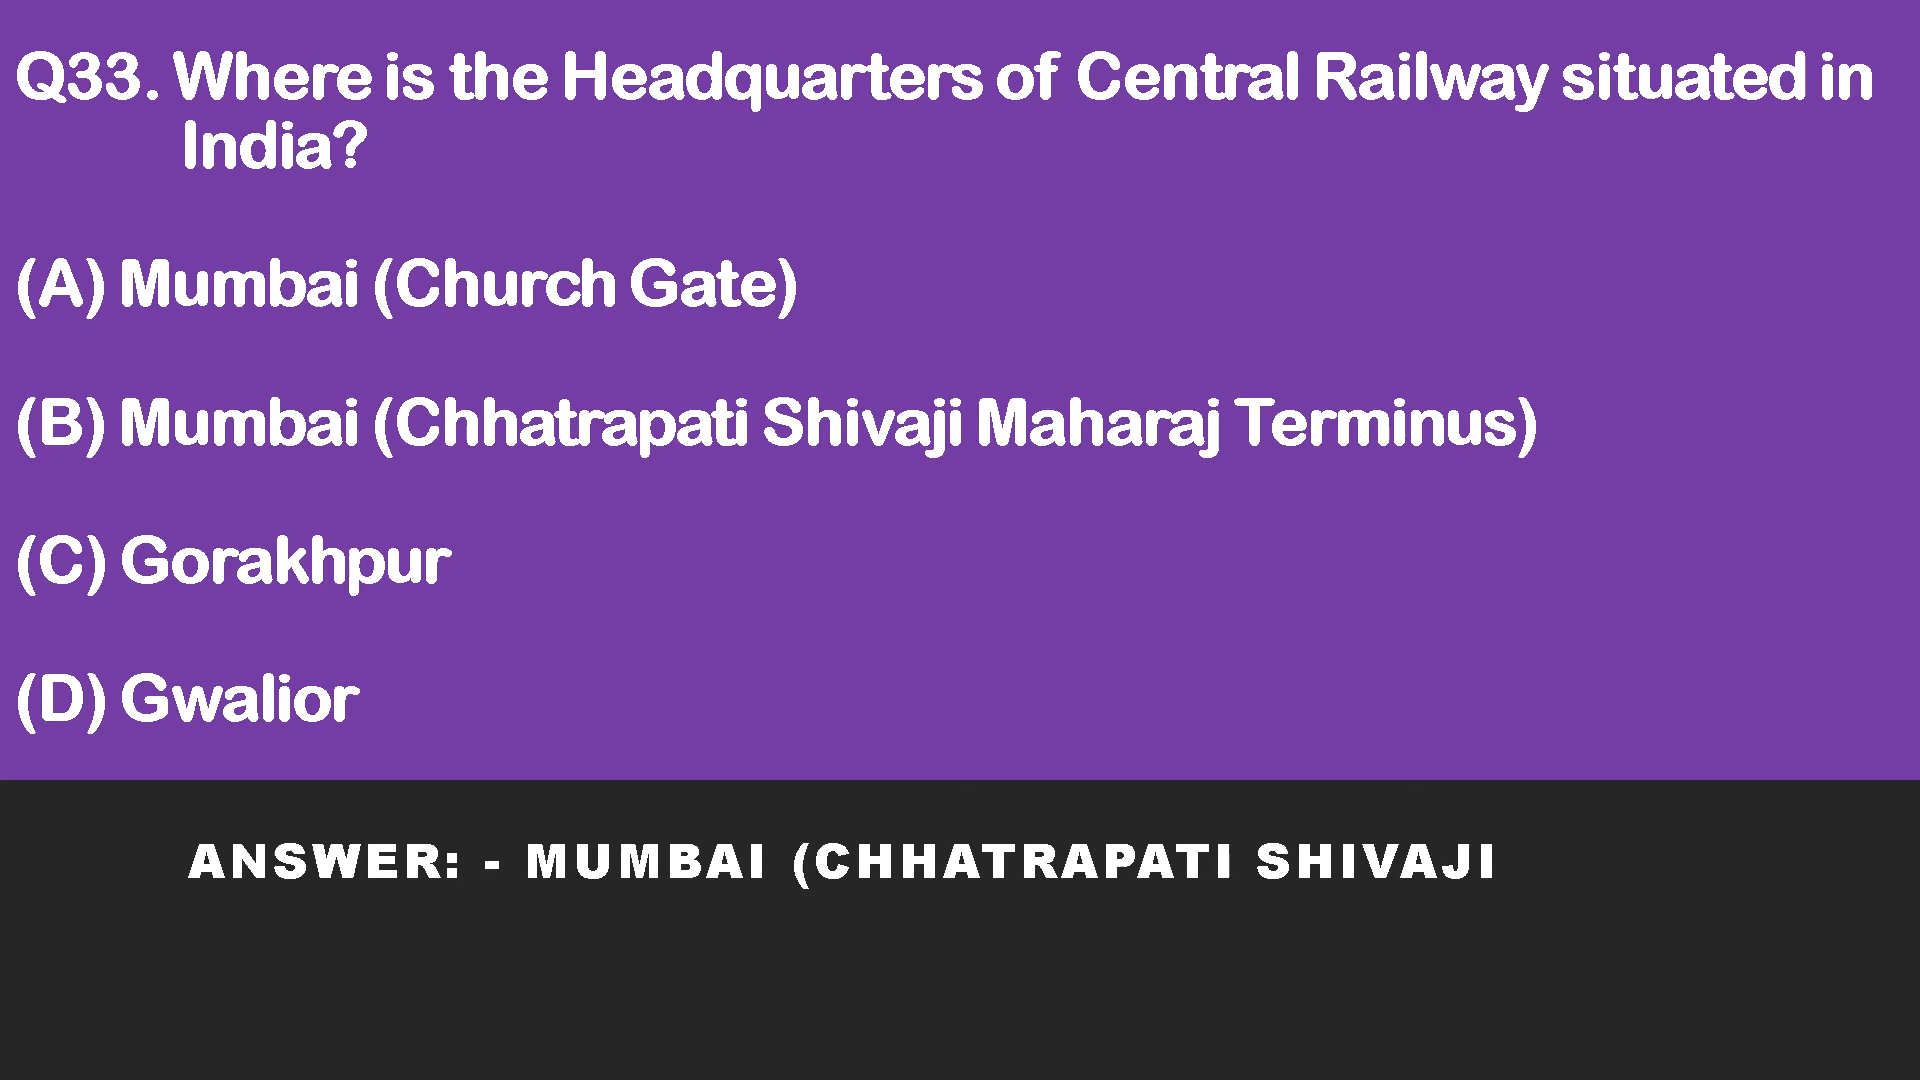 Q33. Where is the Headquarters of Central Railway situated in
India?
(A) Mumbai (Church Gate)
(B) Mumbai (Chhatrapati Shivaji Maharaj Terminus)
(C) Gorakhpur
(D) Gwalior
ANSWER: - MUMBAI (CHHATRAPATI SHIVAJI